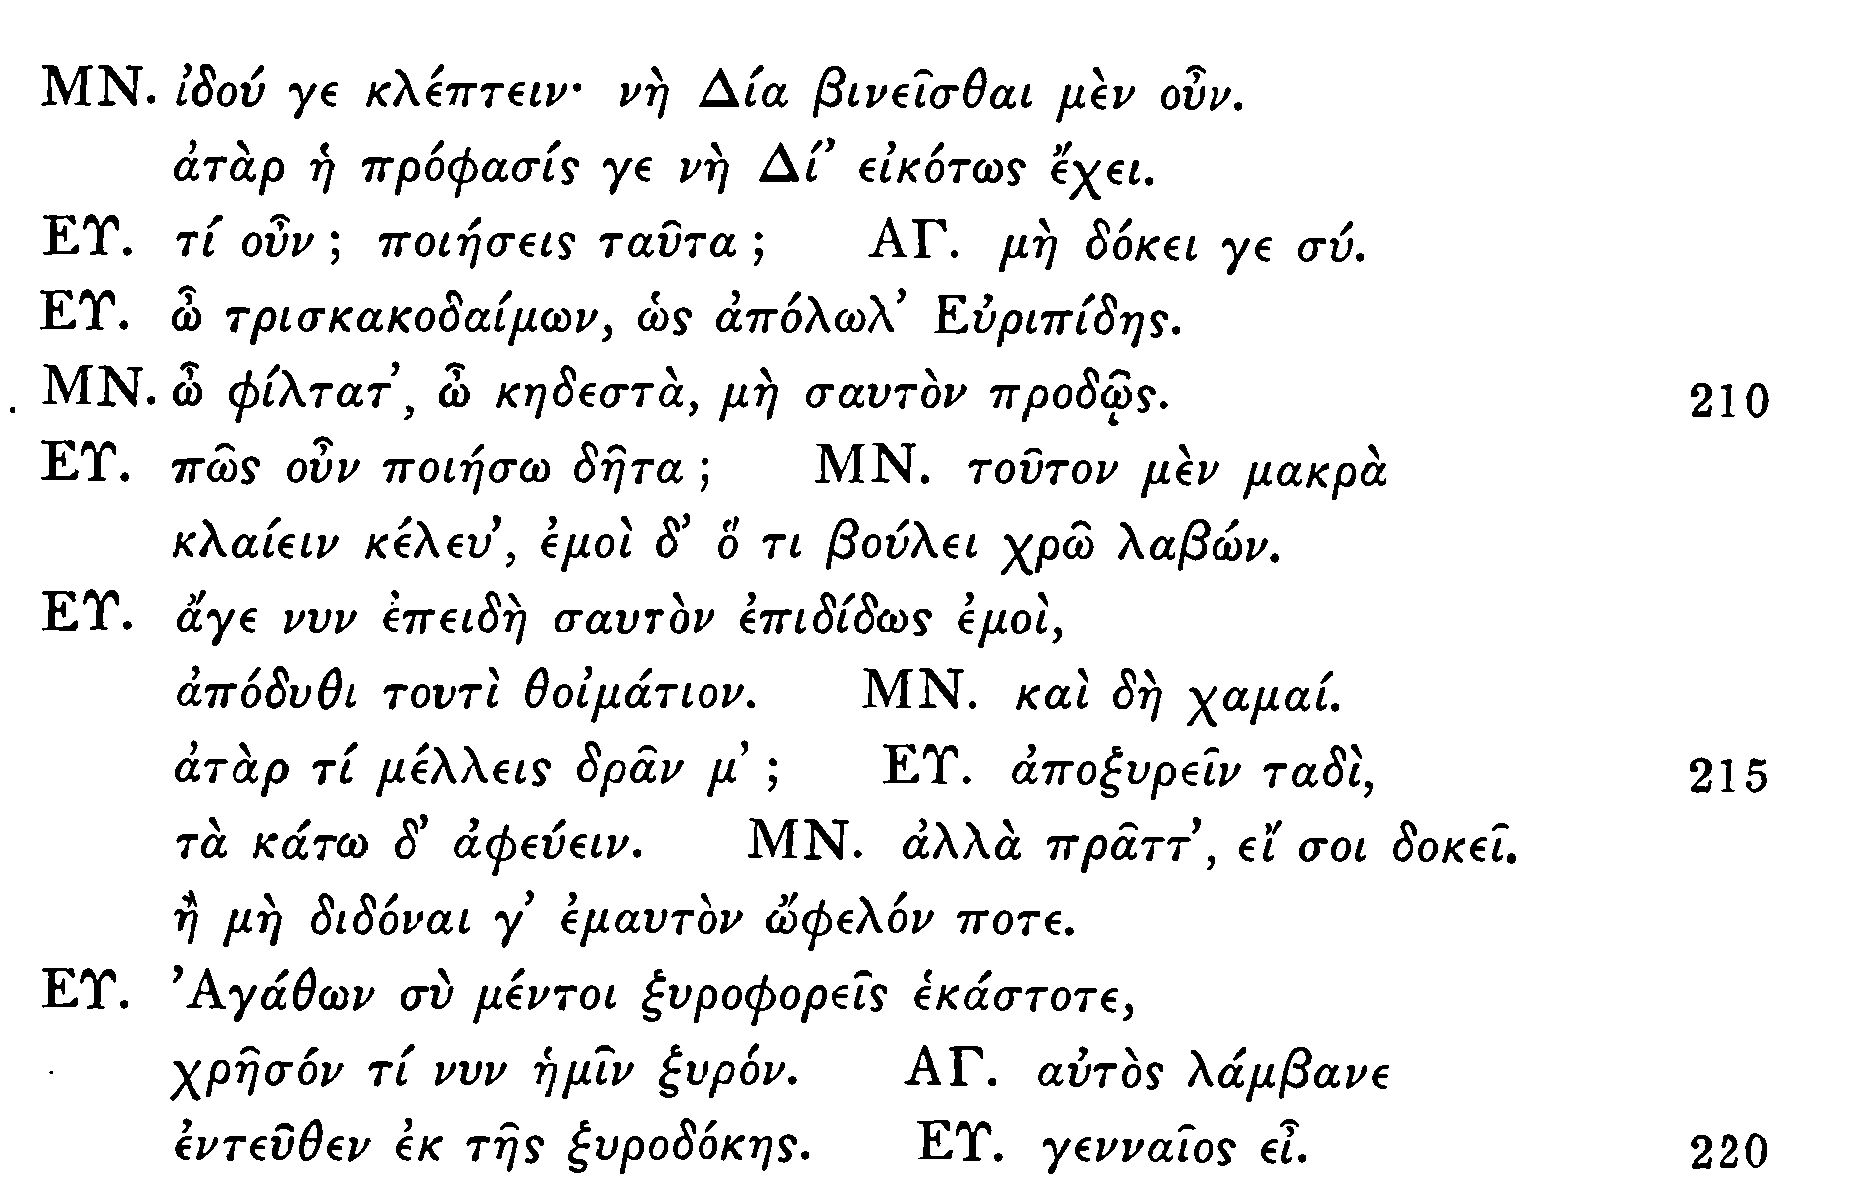 ΜΝ. ἰδού γε κλέπτειν· νὴ Δία βινεῖσθαι μὲν οὖν.
ἀτὰρ ἡ πρόφασίς γε νὴ Δί’ εἰκότως ἔχει.
ΕΥ. τί οὖν; ποιήσεις ταῦτα; ΑΓ. μὴ δόκει γε σύ.
ΕΥ. ὦ τρισκακοδαίμων, ὡς ἀπόλωλ’ Εὐριπίδης.
ΜΝ. ὦ φίλτατ’, ὦ κηδεστὰ, μὴ σαυτὸν προδῷς. 210
ΕΥ. πῶς οὖν ποιήσω δῆτα; ΜΝ. τοῦτον μὲν μακρὰ
κλαίειν κέλευ’, ἐμοὶ δ’ ὅ τι βούλει χρῶ λαβών.
ΕΥ. ἄγε νυν ἐπειδὴ σαυτὸν ἐπιδίδως ἐμοὶ,
ἀπόδυθι τουτὶ θοἰμάτιον. ΜΝ. καὶ δὴ χαμαί.
ἀτὰρ τί μέλλεις δρᾶν μ’; ΕΥ. ἀποξυρεῖν ταδὶ, 215
τὰ κάτω δ’ ἀφεύειν. ΜΝ. ἀλλὰ πρᾶττ’, εἴ σοι δοκεῖ.
ἢ μὴ διδόναι γ’ ἐμαυτὸν ὤφελόν ποτε.
ΕΥ. Ἀγάθων σὺ μέντοι ξυροφορεῖς ἑκάστοτε,
χρῆσόν τί νυν ἡμῖν ξυρόν. ΑΓ. αὐτὸς λάμβανε
ἐντεῦθεν ἐκ τῆς ξυροδόκης. ΕΥ. γενναῖος εἶ. 220